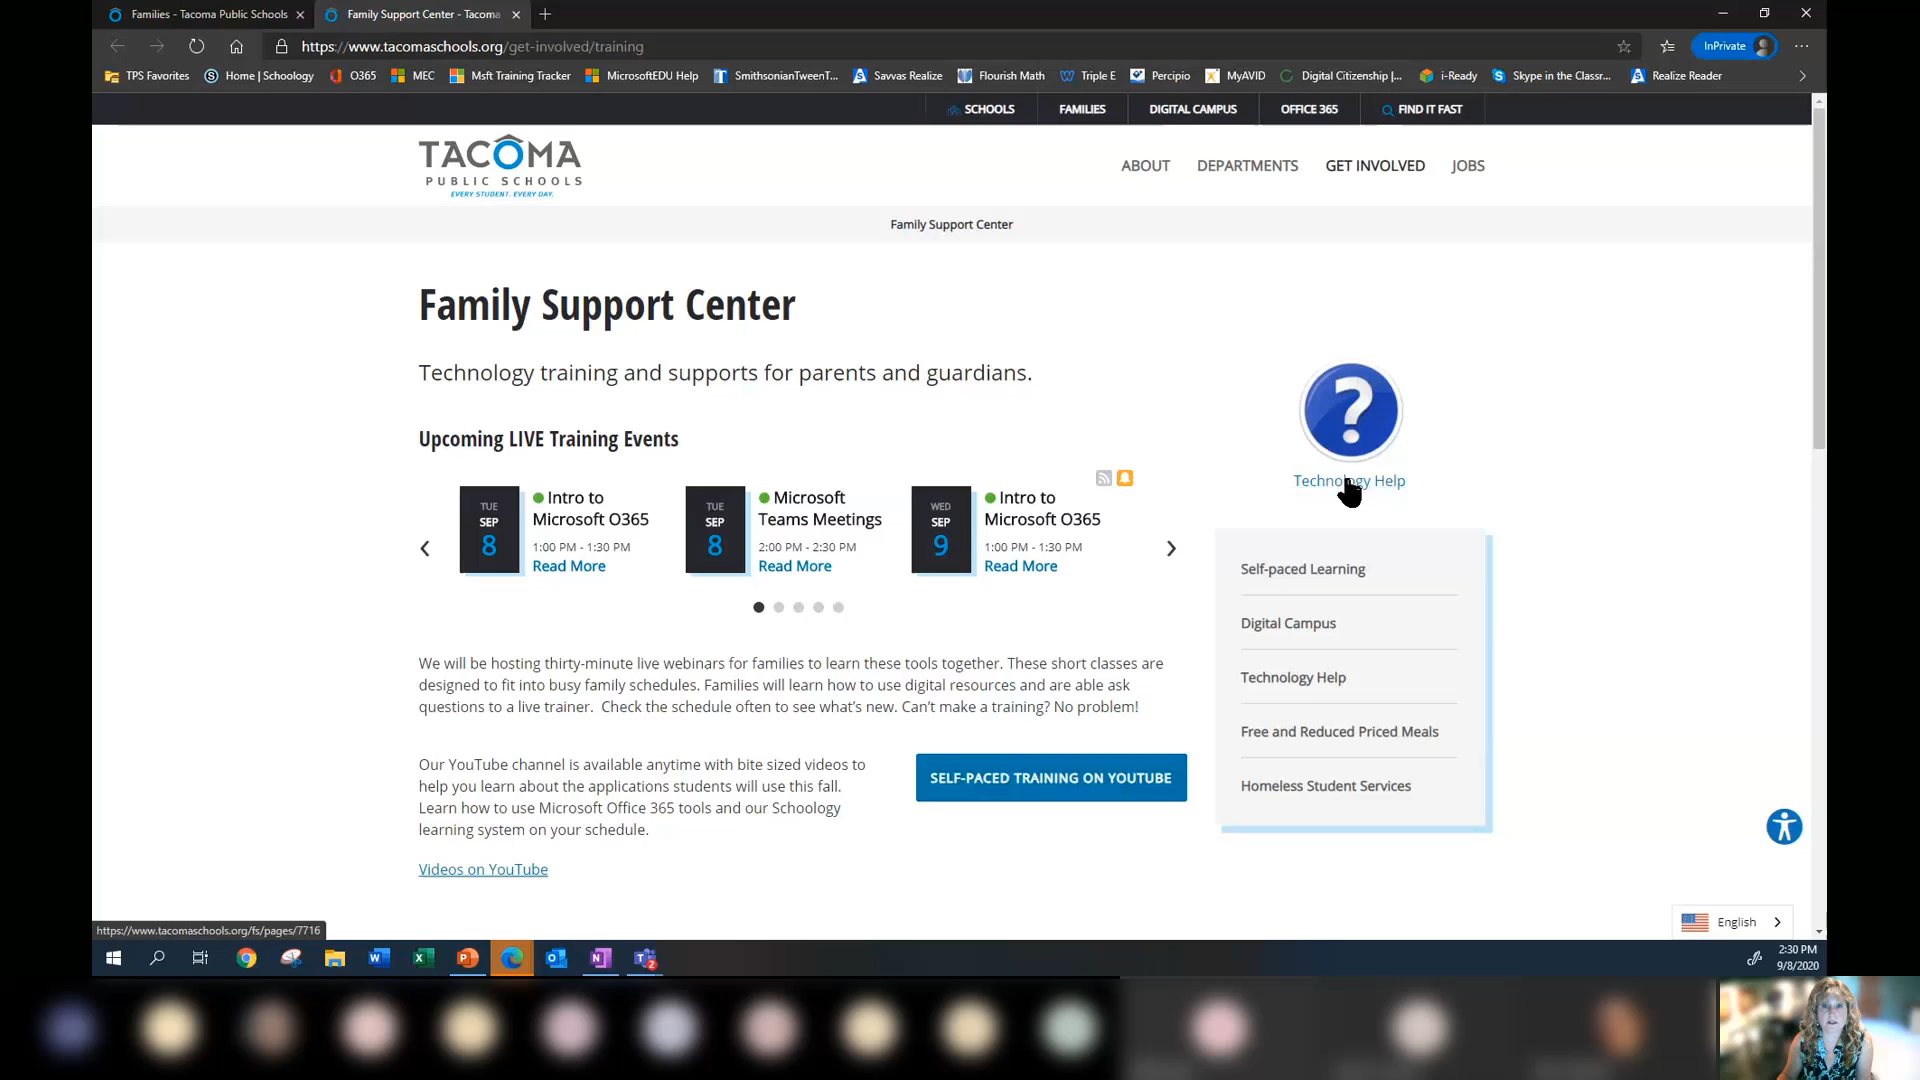 Families - Tacoma Public Schools
Family Support Center - Tacoma
https://www.tacomaschools.org/get-involved/training
InPrivate
TPS Favorites
Home | Schoology
O365
MEC
Msft Training Tracker
MicrosoftEDU Help
SmithsonianTweenT...
Savvas Realize
Flourish Math
Triple E
Percipio
MyAVID
Digital Citizenship |...
i-Ready
Skype in the Classr...
Realize Reader
SCHOOLS
FAMILIES
DIGITAL CAMPUS
OFFICE 365
FIND IT FAST
TACOMA
PUBLIC SCHOOLS
EVERY STUDENT. EVERY DAY.
ABOUT
DEPARTMENTS
GET INVOLVED
JOBS
Family Support Center
Family Support Center
Technology training and supports for parents and guardians.
Upcoming LIVE Training Events
TUE
SEP
8
Intro to
Microsoft O365
1:00 PM - 1:30 PM
Read More
TUE
SEP
8
Microsoft
Teams Meetings
2:00 PM - 2:30 PM
Read More
WED
SEP
9
Intro to
Microsoft O365
1:00 PM - 1:30 PM
Read More
We will be hosting thirty-minute live webinars for families to learn these tools together. These short classes are
designed to fit into busy family schedules. Families will learn how to use digital resources and are able ask
questions to a live trainer. Check the schedule often to see what's new. Can't make a training? No problem!
Our YouTube channel is available anytime with bite sized videos to
help you learn about the applications students will use this fall.
Learn how to use Microsoft Office 365 tools and our Schoology
learning system on your schedule.
SELF-PACED TRAINING ON YOUTUBE
Videos on YouTube
?
Technology Help
Self-paced Learning
Digital Campus
Technology Help
Free and Reduced Priced Meals
Homeless Student Services
English
https://www.tacomaschools.org/fs/pages/7716
2:30 PM
9/8/2020